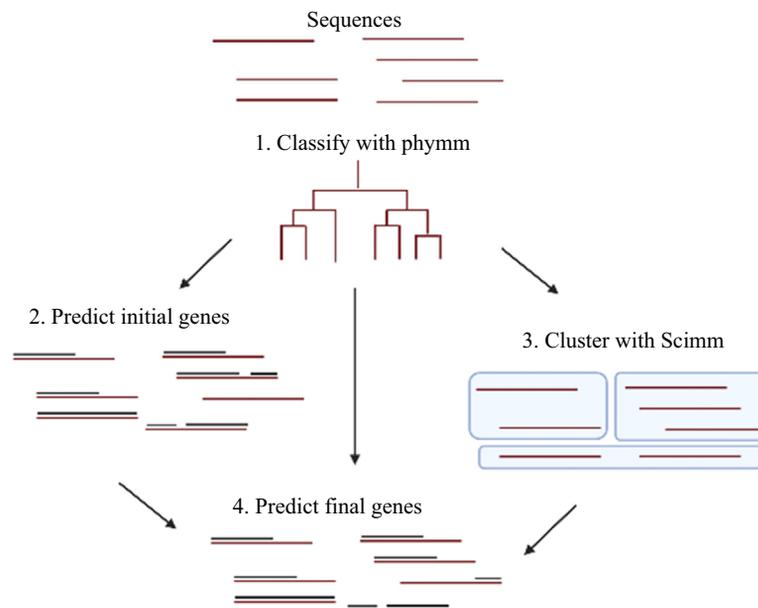 Sequences
1. Classify with phymm
2. Predict initial genes
3. Cluster with Scimm
4. Predict final genes